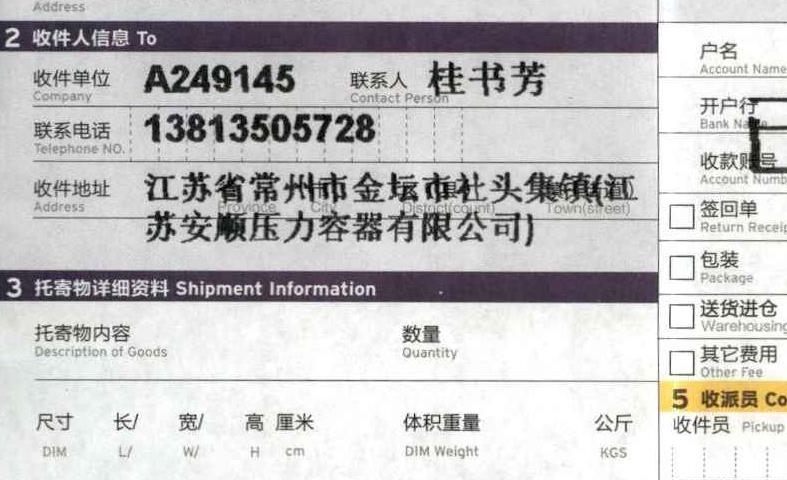 Address
2 收件人信息 To
收件单位 A249145 联系人 桂书芳
Company Contact Person
联系电话 13813505728
Telephone NO.
收件地址 江苏省常州市金坛市社头集镇(江
Address Province City District(count) Town(street)
苏安顺压力容器有限公司)
3 托寄物详细资料 Shipment Information
托寄物内容 数量
Description of Goods Quantity
尺寸 长/ 宽/ 高 厘米 体积重量 公斤
DIM L/ W/ H cm DIM Weight KGS
户名
Account Name
开户行
Bank Name
收款账号
Account Numb
签回单
Return Receip
包装
Package
送货进仓
Warehousing
其它费用
Other Fee
5 收派员 Co
收件员 Pickup